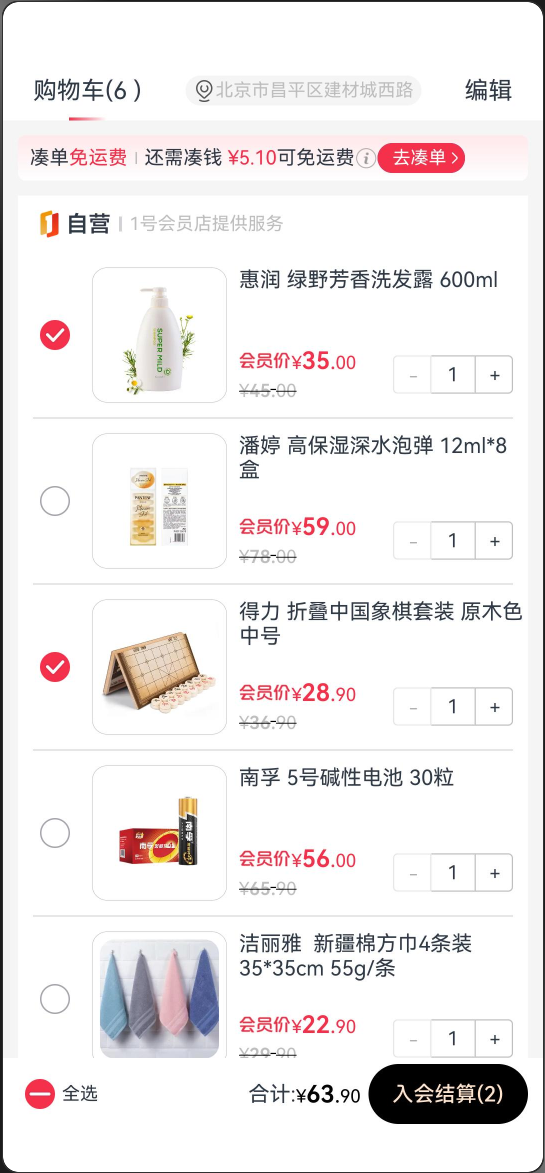 购物车(6 )
北京市昌平区建材城西路
编辑
凑单免运费 还需凑钱 ¥5.10可免运费 去凑单
自营 1号会员店提供服务
惠润 绿野芳香洗发露 600ml
SUPER MILD
会员价¥35.00
- 1 +
¥45.00
潘婷 高保湿深水泡弹 12ml*8
盒
会员价¥59.00
- 1 +
¥78.00
得力 折叠中国象棋套装 原木色
中号
会员价¥28.90
- 1 +
¥36.90
南孚 5号碱性电池 30粒
南孚
会员价¥56.00
- 1 +
¥65.90
洁丽雅 新疆棉方巾4条装
35*35cm 55g/条
会员价¥22.90
- 1 +
¥29.90
全选
合计:¥63.90
入会结算(2)